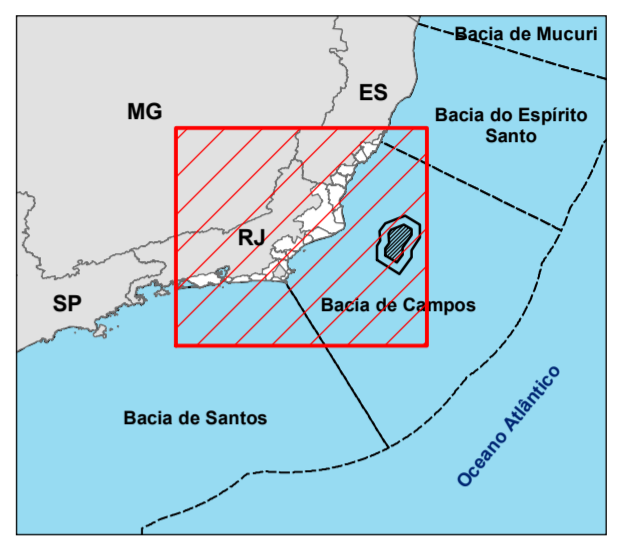 Bacia de Mucuri
ES
MG
Bacia do Espírito
Santo
RJ
SP
Bacia de Campos
Bacia de Santos
Oceano Atlântico